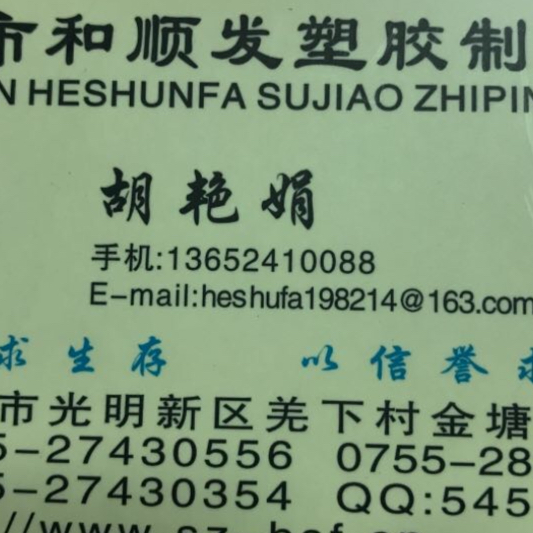 市和顺发塑胶制
N HESHUNFA SUJIAO ZHIPIN
胡艳娟
手机:13652410088
E-mail:heshufa198214@163.com
求生存 以信誉求
市光明新区羌下村金塘
5-27430556 0755-28
5-27430354 QQ:545